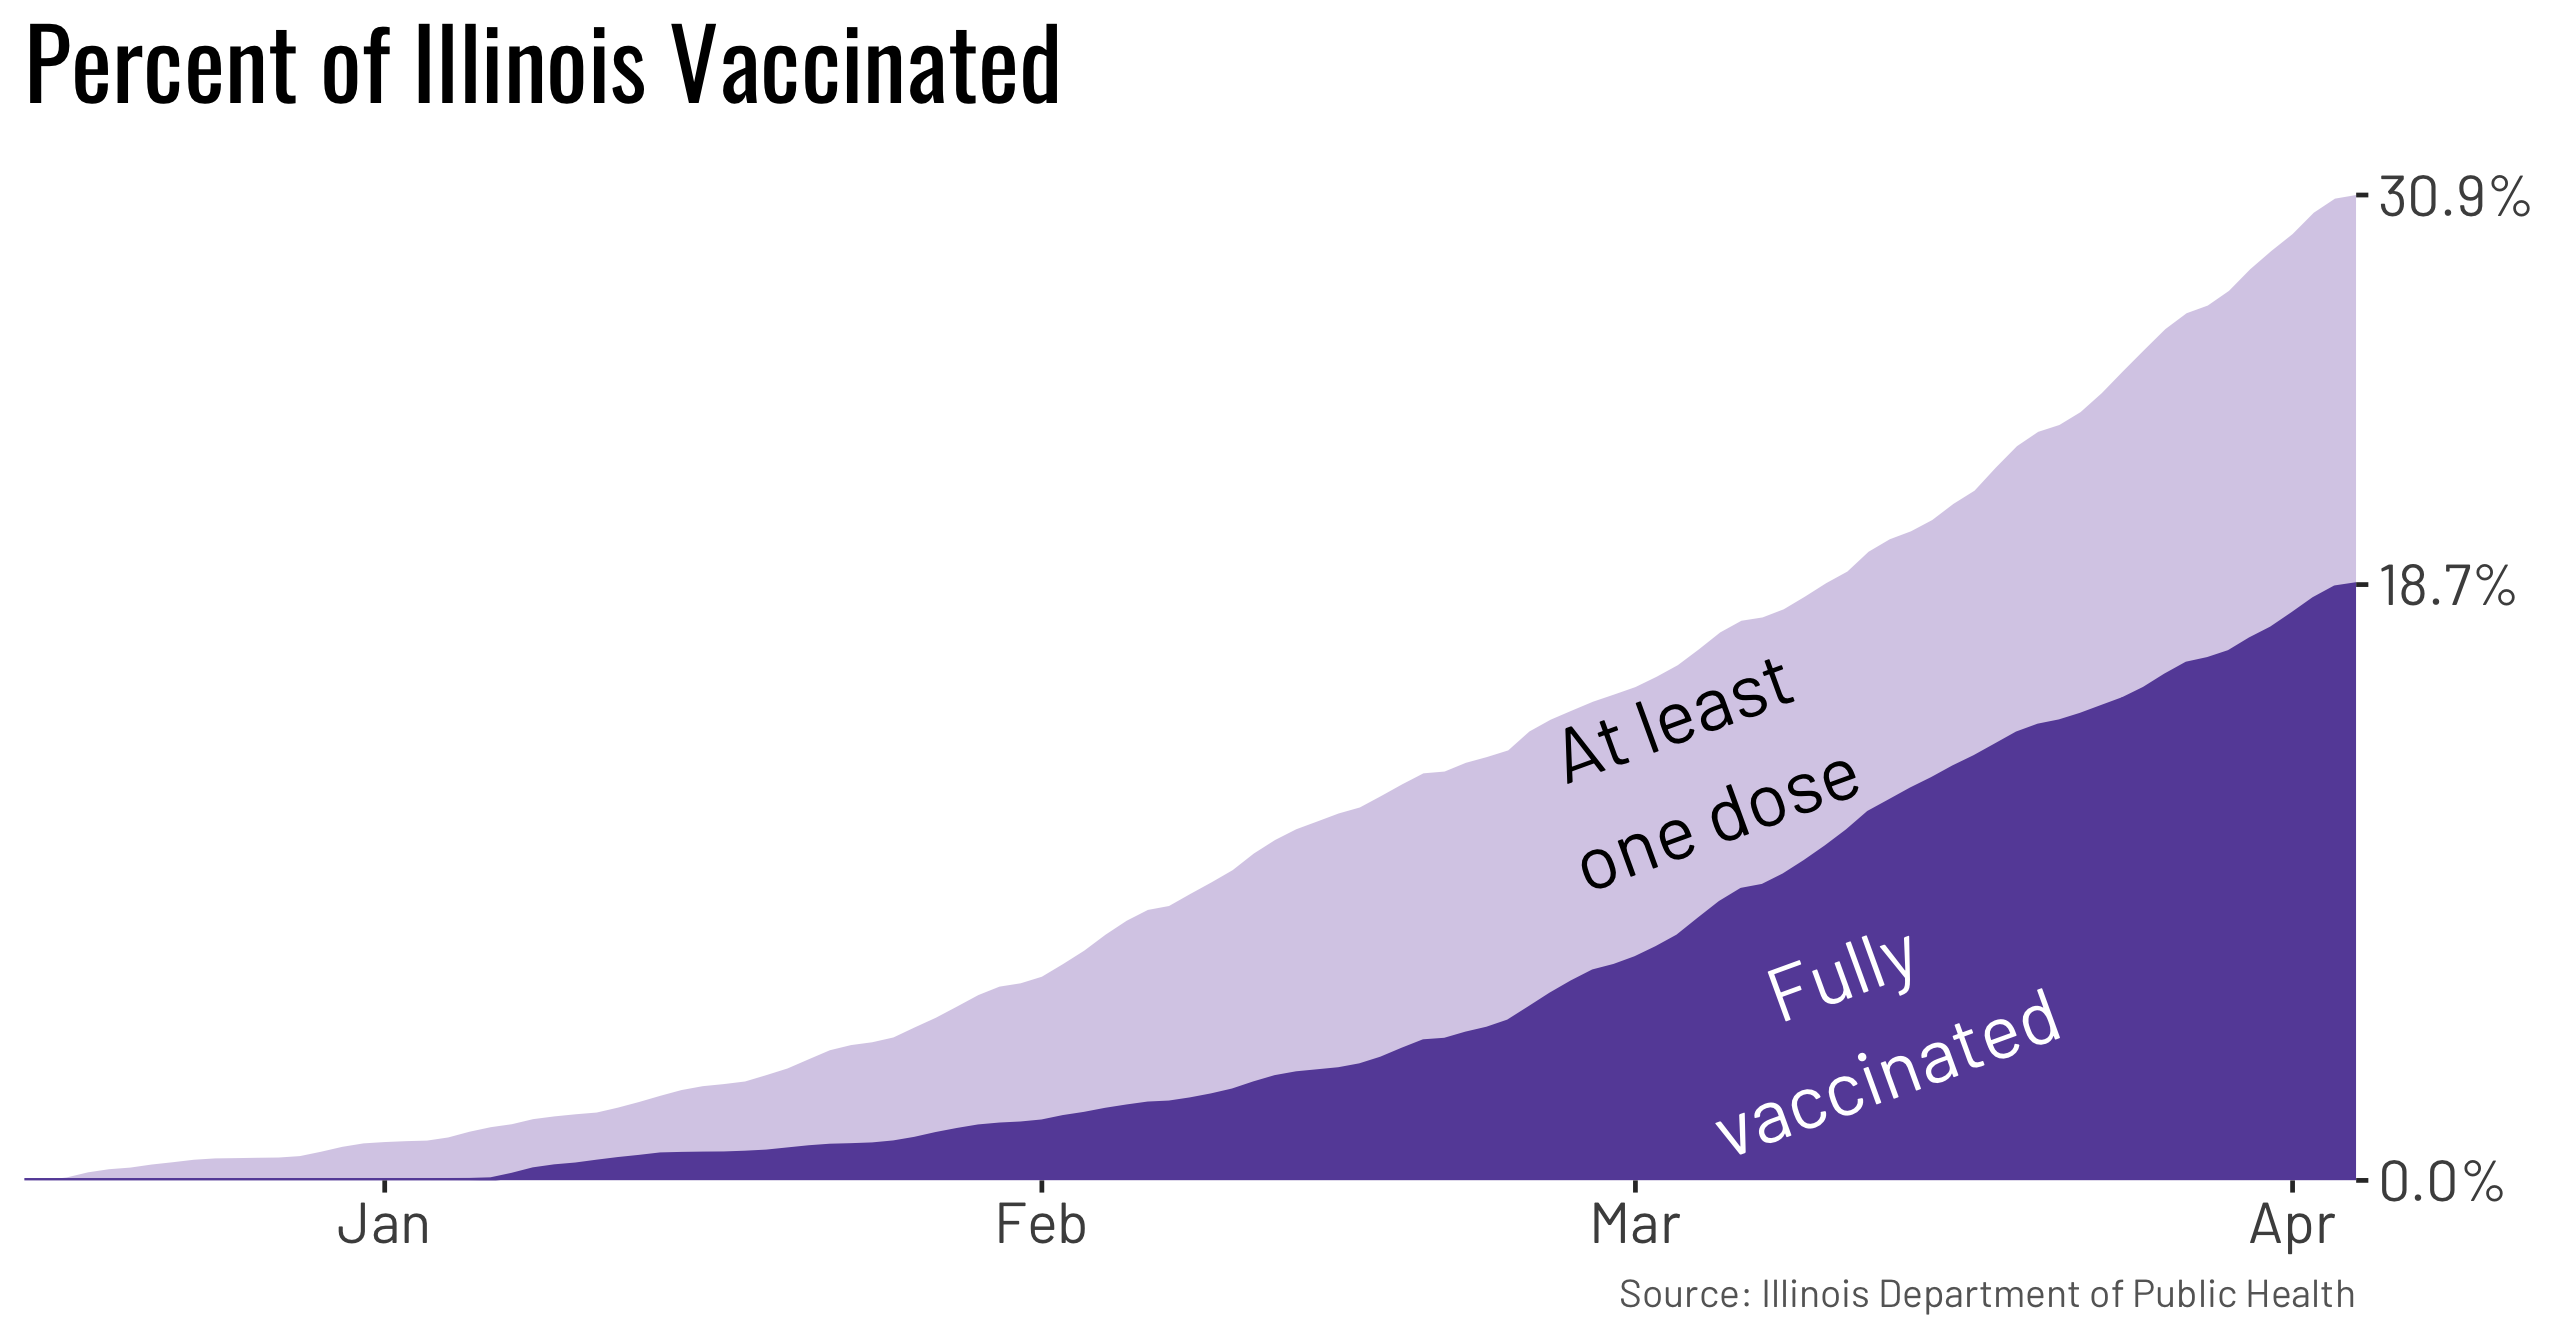 Percent of Illinois Vaccinated
30.9%
18.7%
At least
one dose
Fully
vaccinated
0.0%
Jan
Feb
Mar
Apr
Source: Illinois Department of Public Health